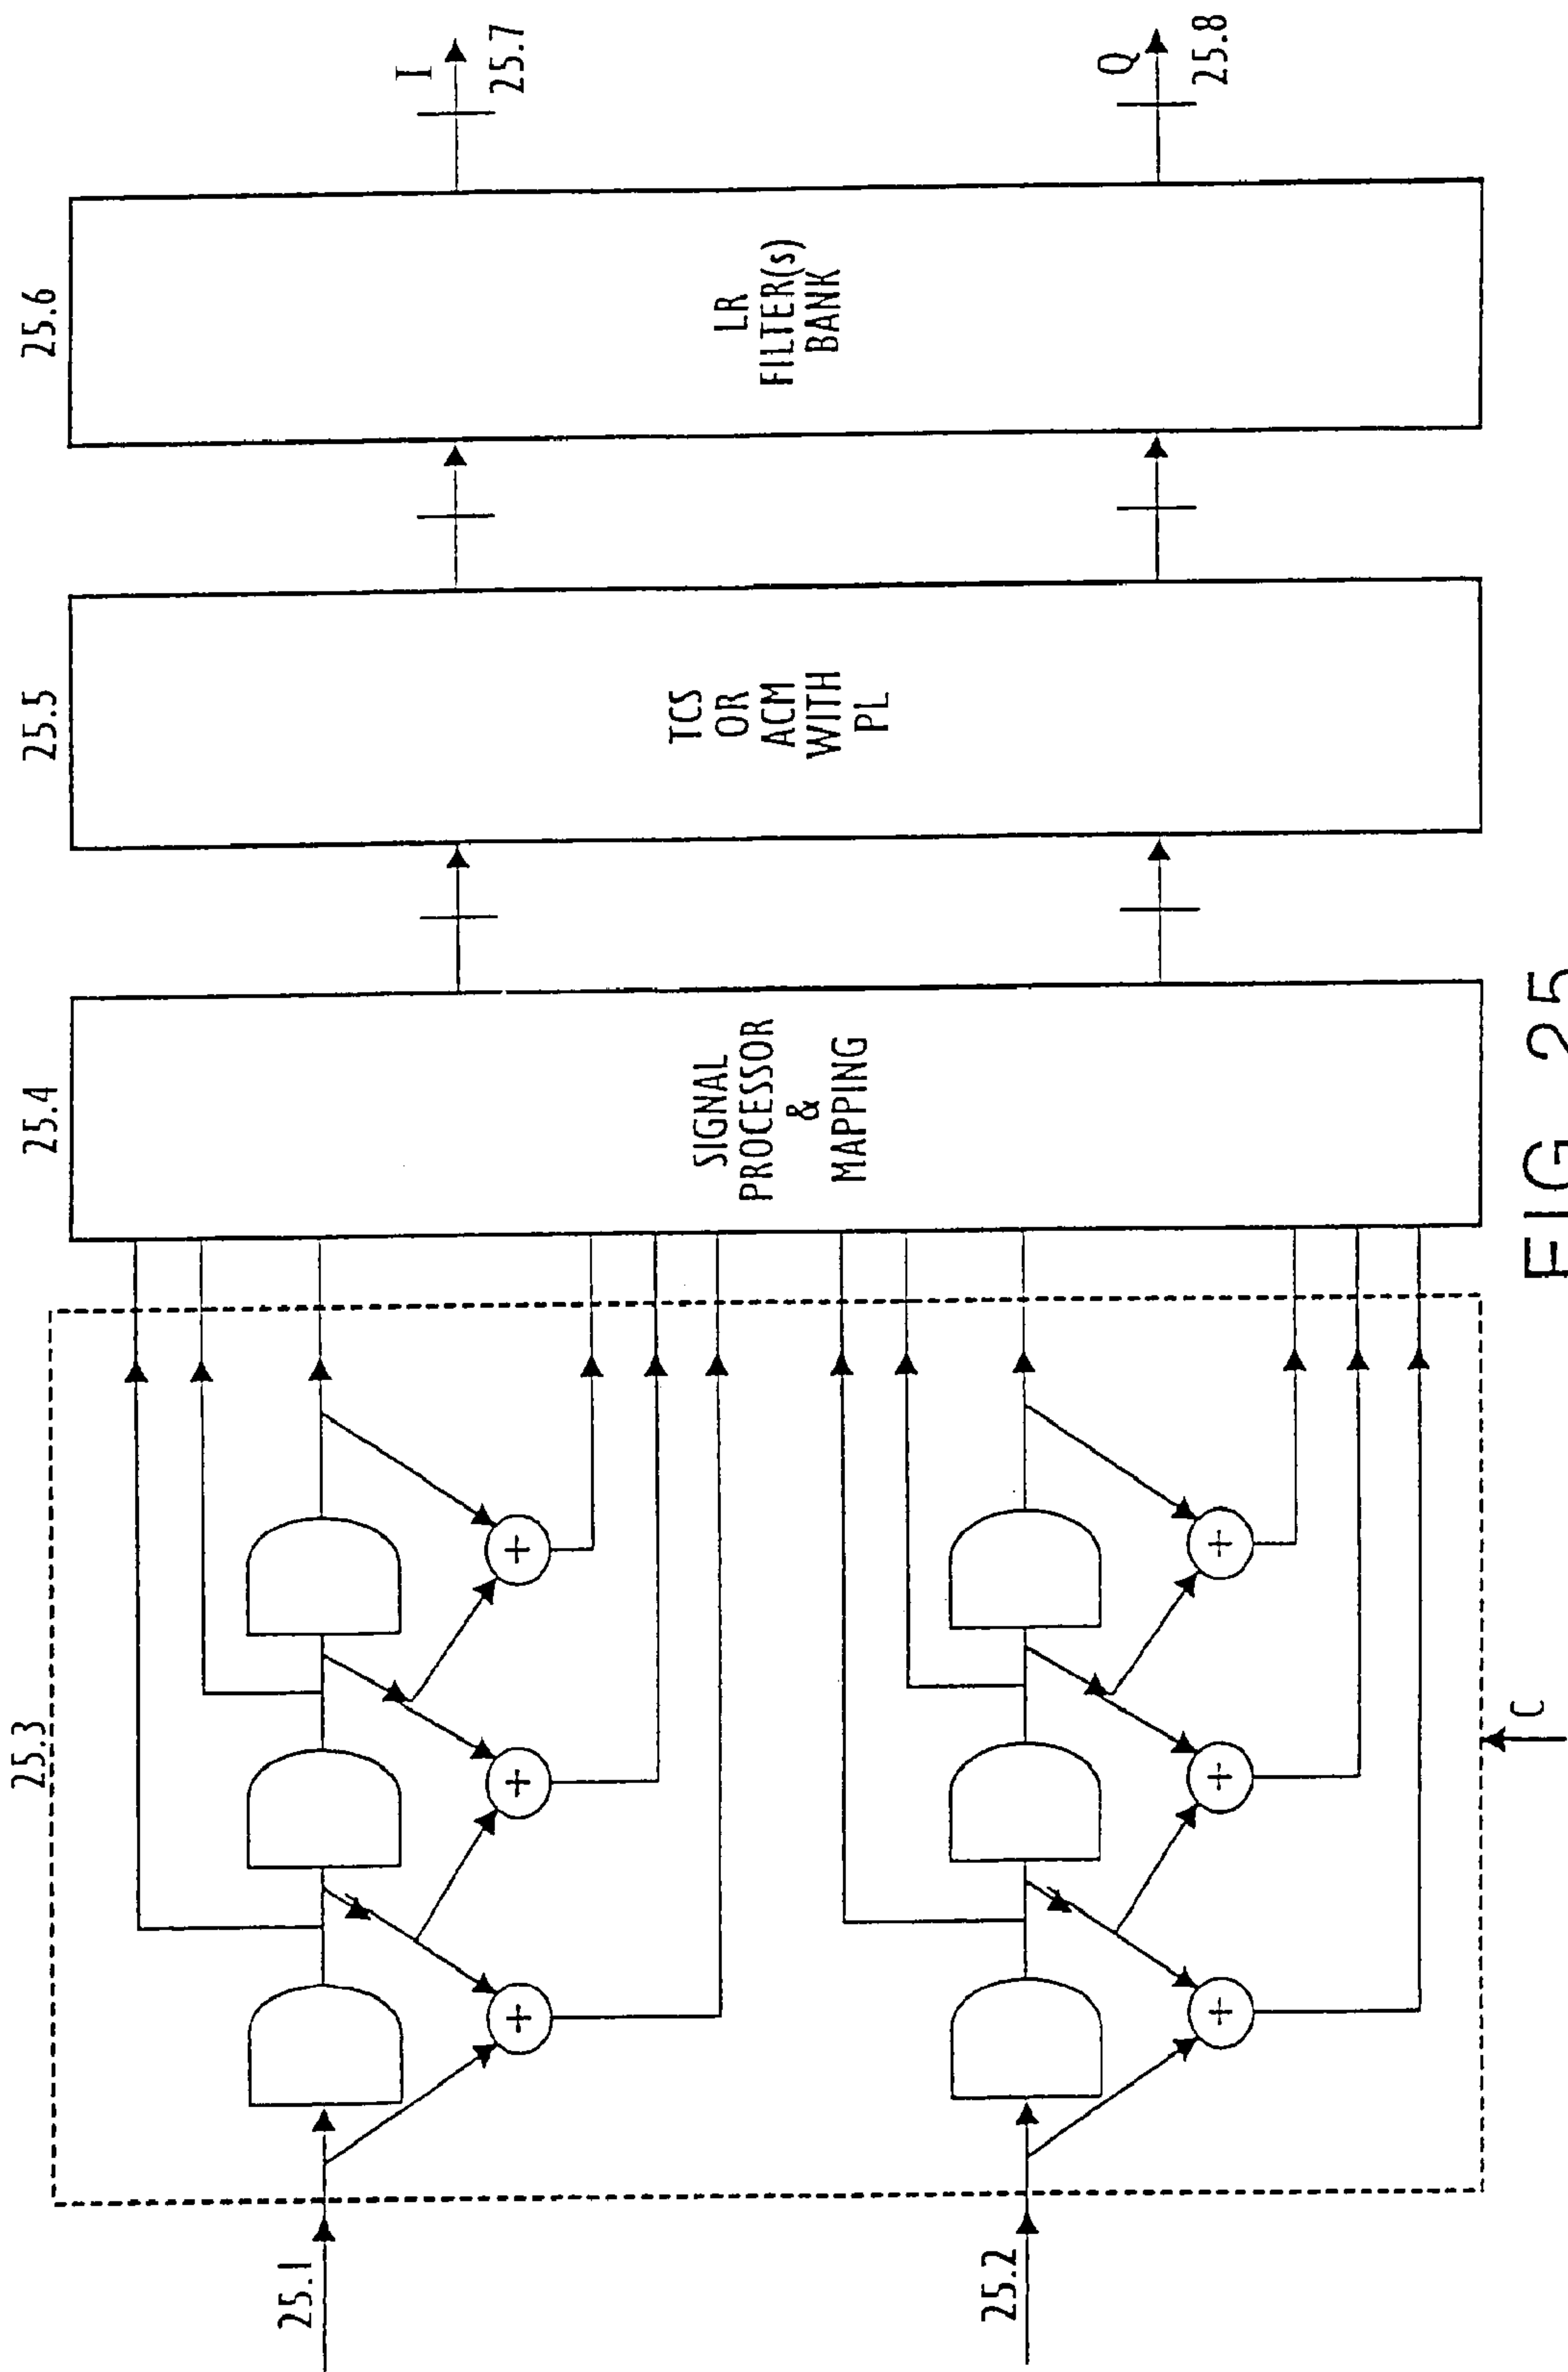 25.1
25.2
25.3
+
+
+
+
+
+
C
25.4
SIGNAL
PROCESSOR
&
MAPPING
25.5
TCS
OR
ACM
WITH
PL
25.6
LR
FILTER(s)
BANK
I
25.7
Q
25.8
FIG 25